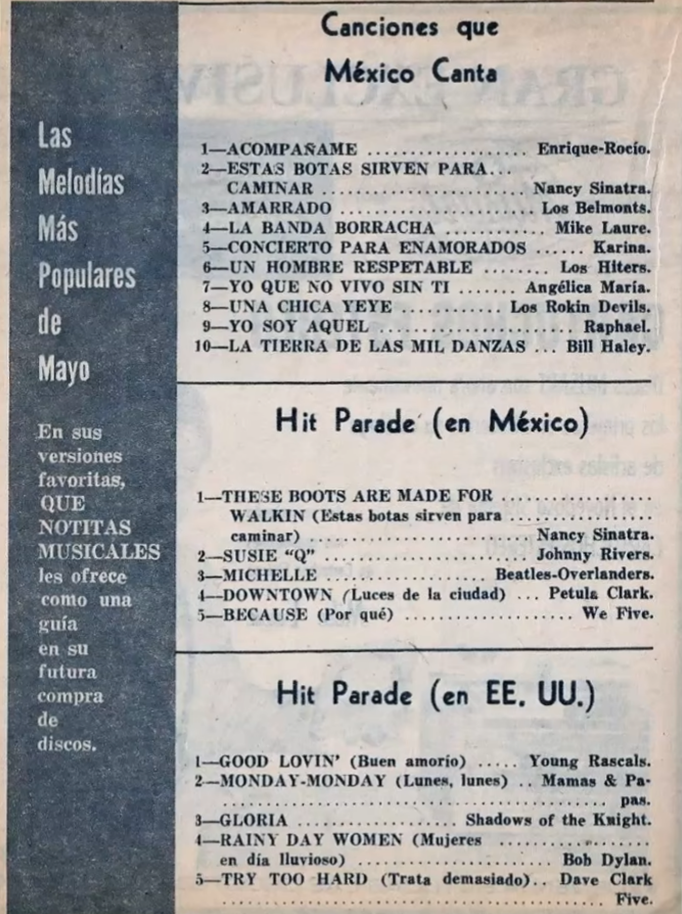 Las
Melodías
Más
Populares
de
Mayo
En sus
versiones
favoritas,
QUE
NOTITAS
MUSICALES
les ofrece
como una
guía
en su
futura
compra
de
discos.
Canciones que
México Canta
1—ACOMPAÑAME .................. Enrique-Rocío.
2—ESTAS BOTAS SIRVEN PARA...
CAMINAR ..................... Nancy Sinatra.
3—AMARRADO ..................... Los Belmonts.
4—LA BANDA BORRACHA ........... Mike Laure.
5—CONCIERTO PARA ENAMORADOS ...... Karina.
6—UN HOMBRE RESPETABLE ........ Los Hiters.
7—YO QUE NO VIVO SIN TI ....... Angélica María.
8—UNA CHICA YEYE ............ Los Rokin Devils.
9—YO SOY AQUEL ....................... Raphael.
10—LA TIERRA DE LAS MIL DANZAS ... Bill Haley.
Hit Parade (en México)
1—THESE BOOTS ARE MADE FOR ................
WALKIN (Estas botas sirven para ...............
caminar) ........................... Nancy Sinatra.
2—SUSIE "Q" ........................ Johnny Rivers.
3—MICHELLE ................. Beatles-Overlanders.
4—DOWNTOWN (Luces de la ciudad) ... Petula Clark.
5—BECAUSE (Por qué) .................... We Five.
Hit Parade (en EE. UU.)
1—GOOD LOVIN' (Buen amorío) ..... Young Rascals.
2—MONDAY-MONDAY (Lunes, lunes) .. Mamas & Pa-
......................................... pas.
3—GLORIA ................. Shadows of the Knight.
4—RAINY DAY WOMEN (Mujeres ................
en día lluvioso) ...................... Bob Dylan.
5—TRY TOO HARD (Trata demasiado).. Dave Clark
......................................... Five.